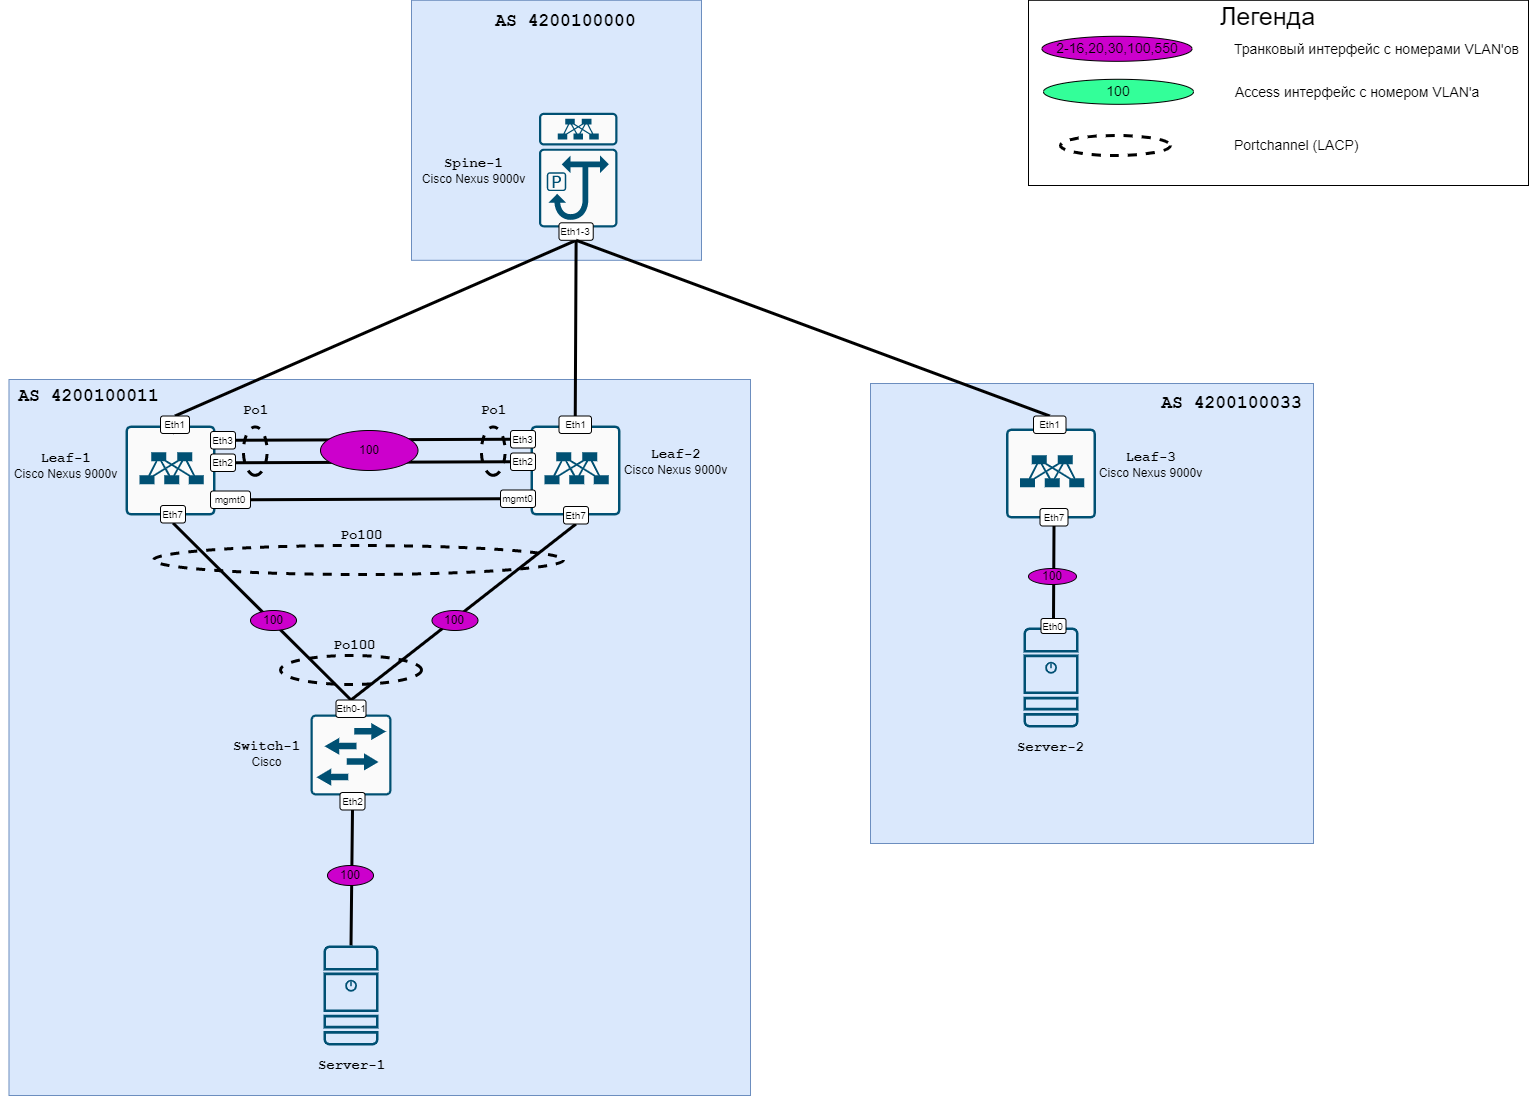 AS 4200100000
Spine-1
Cisco Nexus 9000v
P
Eth1-3
Легенда
2-16,20,30,100,550
Транковый интерфейс с номерами VLAN'ов
100
Access интерфейс с номером VLAN'а
Portchannel (LACP)
AS 4200100011
Eth1
Po1
Po1
Eth1
Leaf-1
Cisco Nexus 9000v
Eth3
Eth2
mgmt0
Eth7
100
Eth3
Eth2
mgmt0
Eth7
Leaf-2
Cisco Nexus 9000v
Po100
100
100
Po100
Eth0-1
Switch-1
Cisco
Eth2
100
Server-1
AS 4200100033
Eth1
Leaf-3
Cisco Nexus 9000v
Eth7
100
Eth0
Server-2